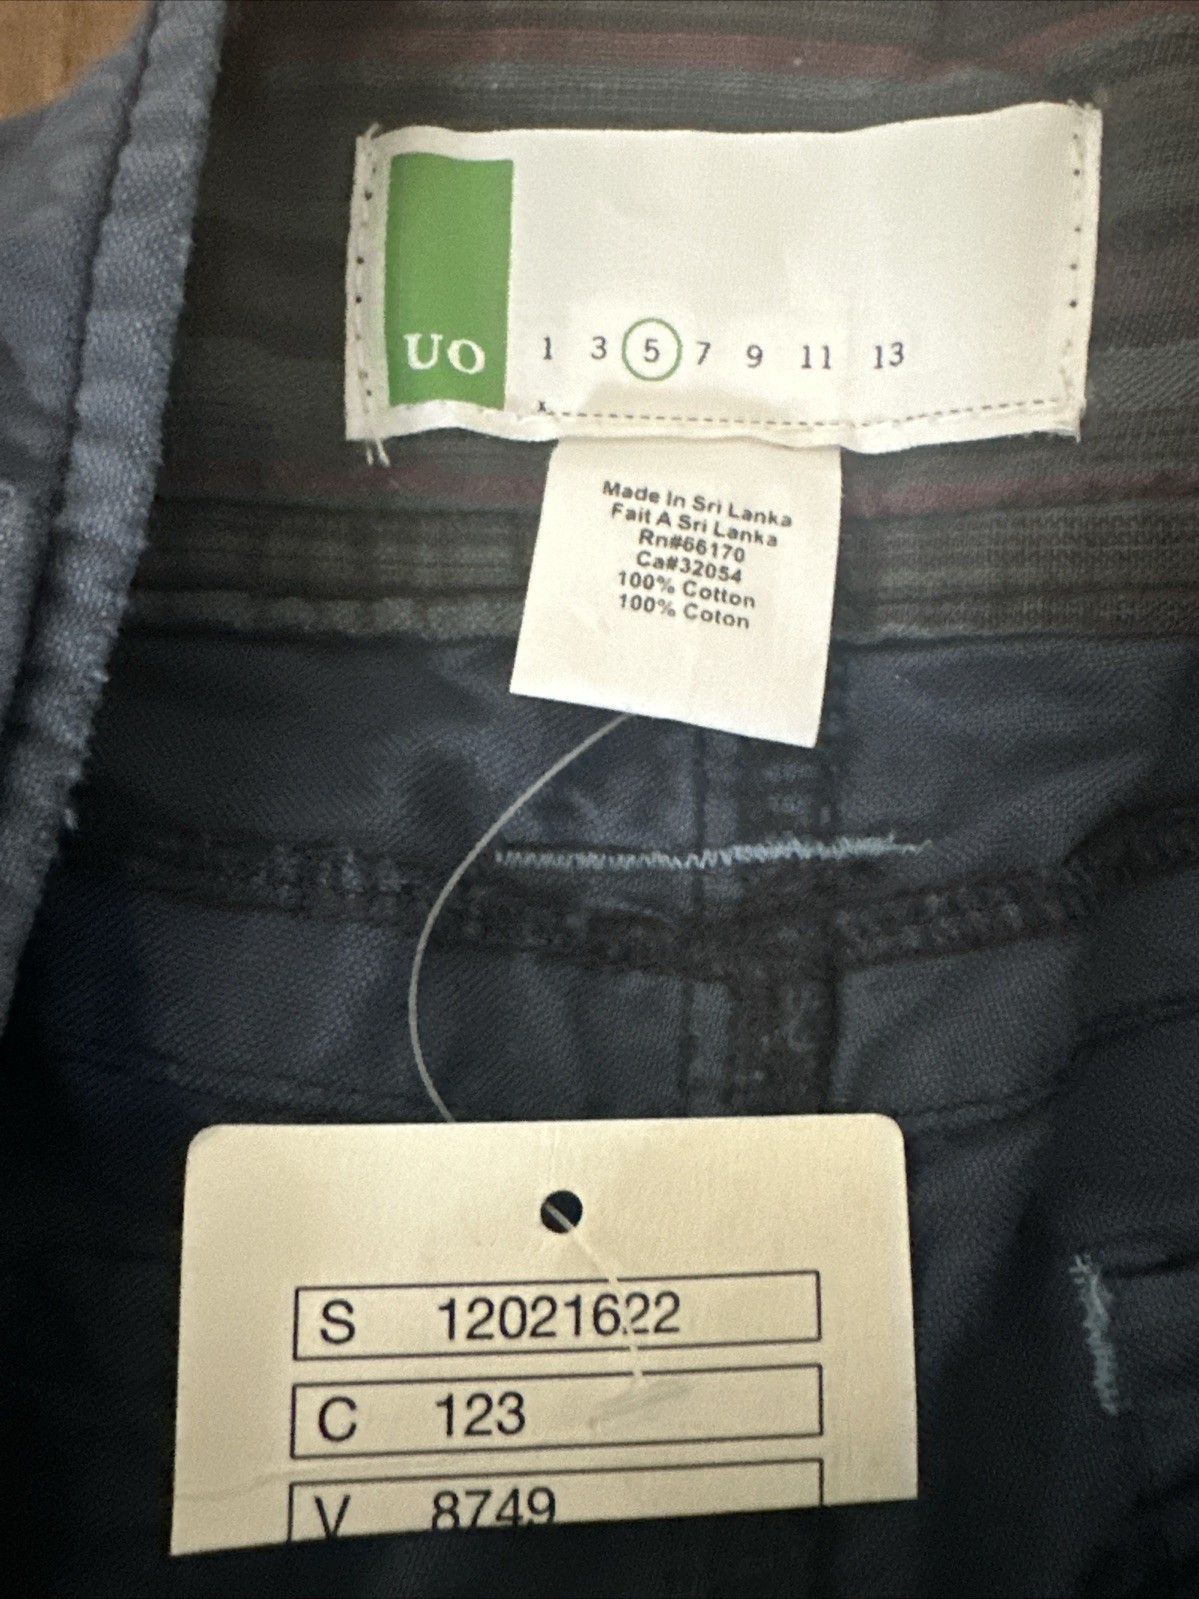 UO 1 3 5 7 9 11 13
Made In Sri Lanka
Fait A Sri Lanka
Rn#66170
Ca#32054
100% Cotton
100% Coton
S 12021622
C 123
V 8749